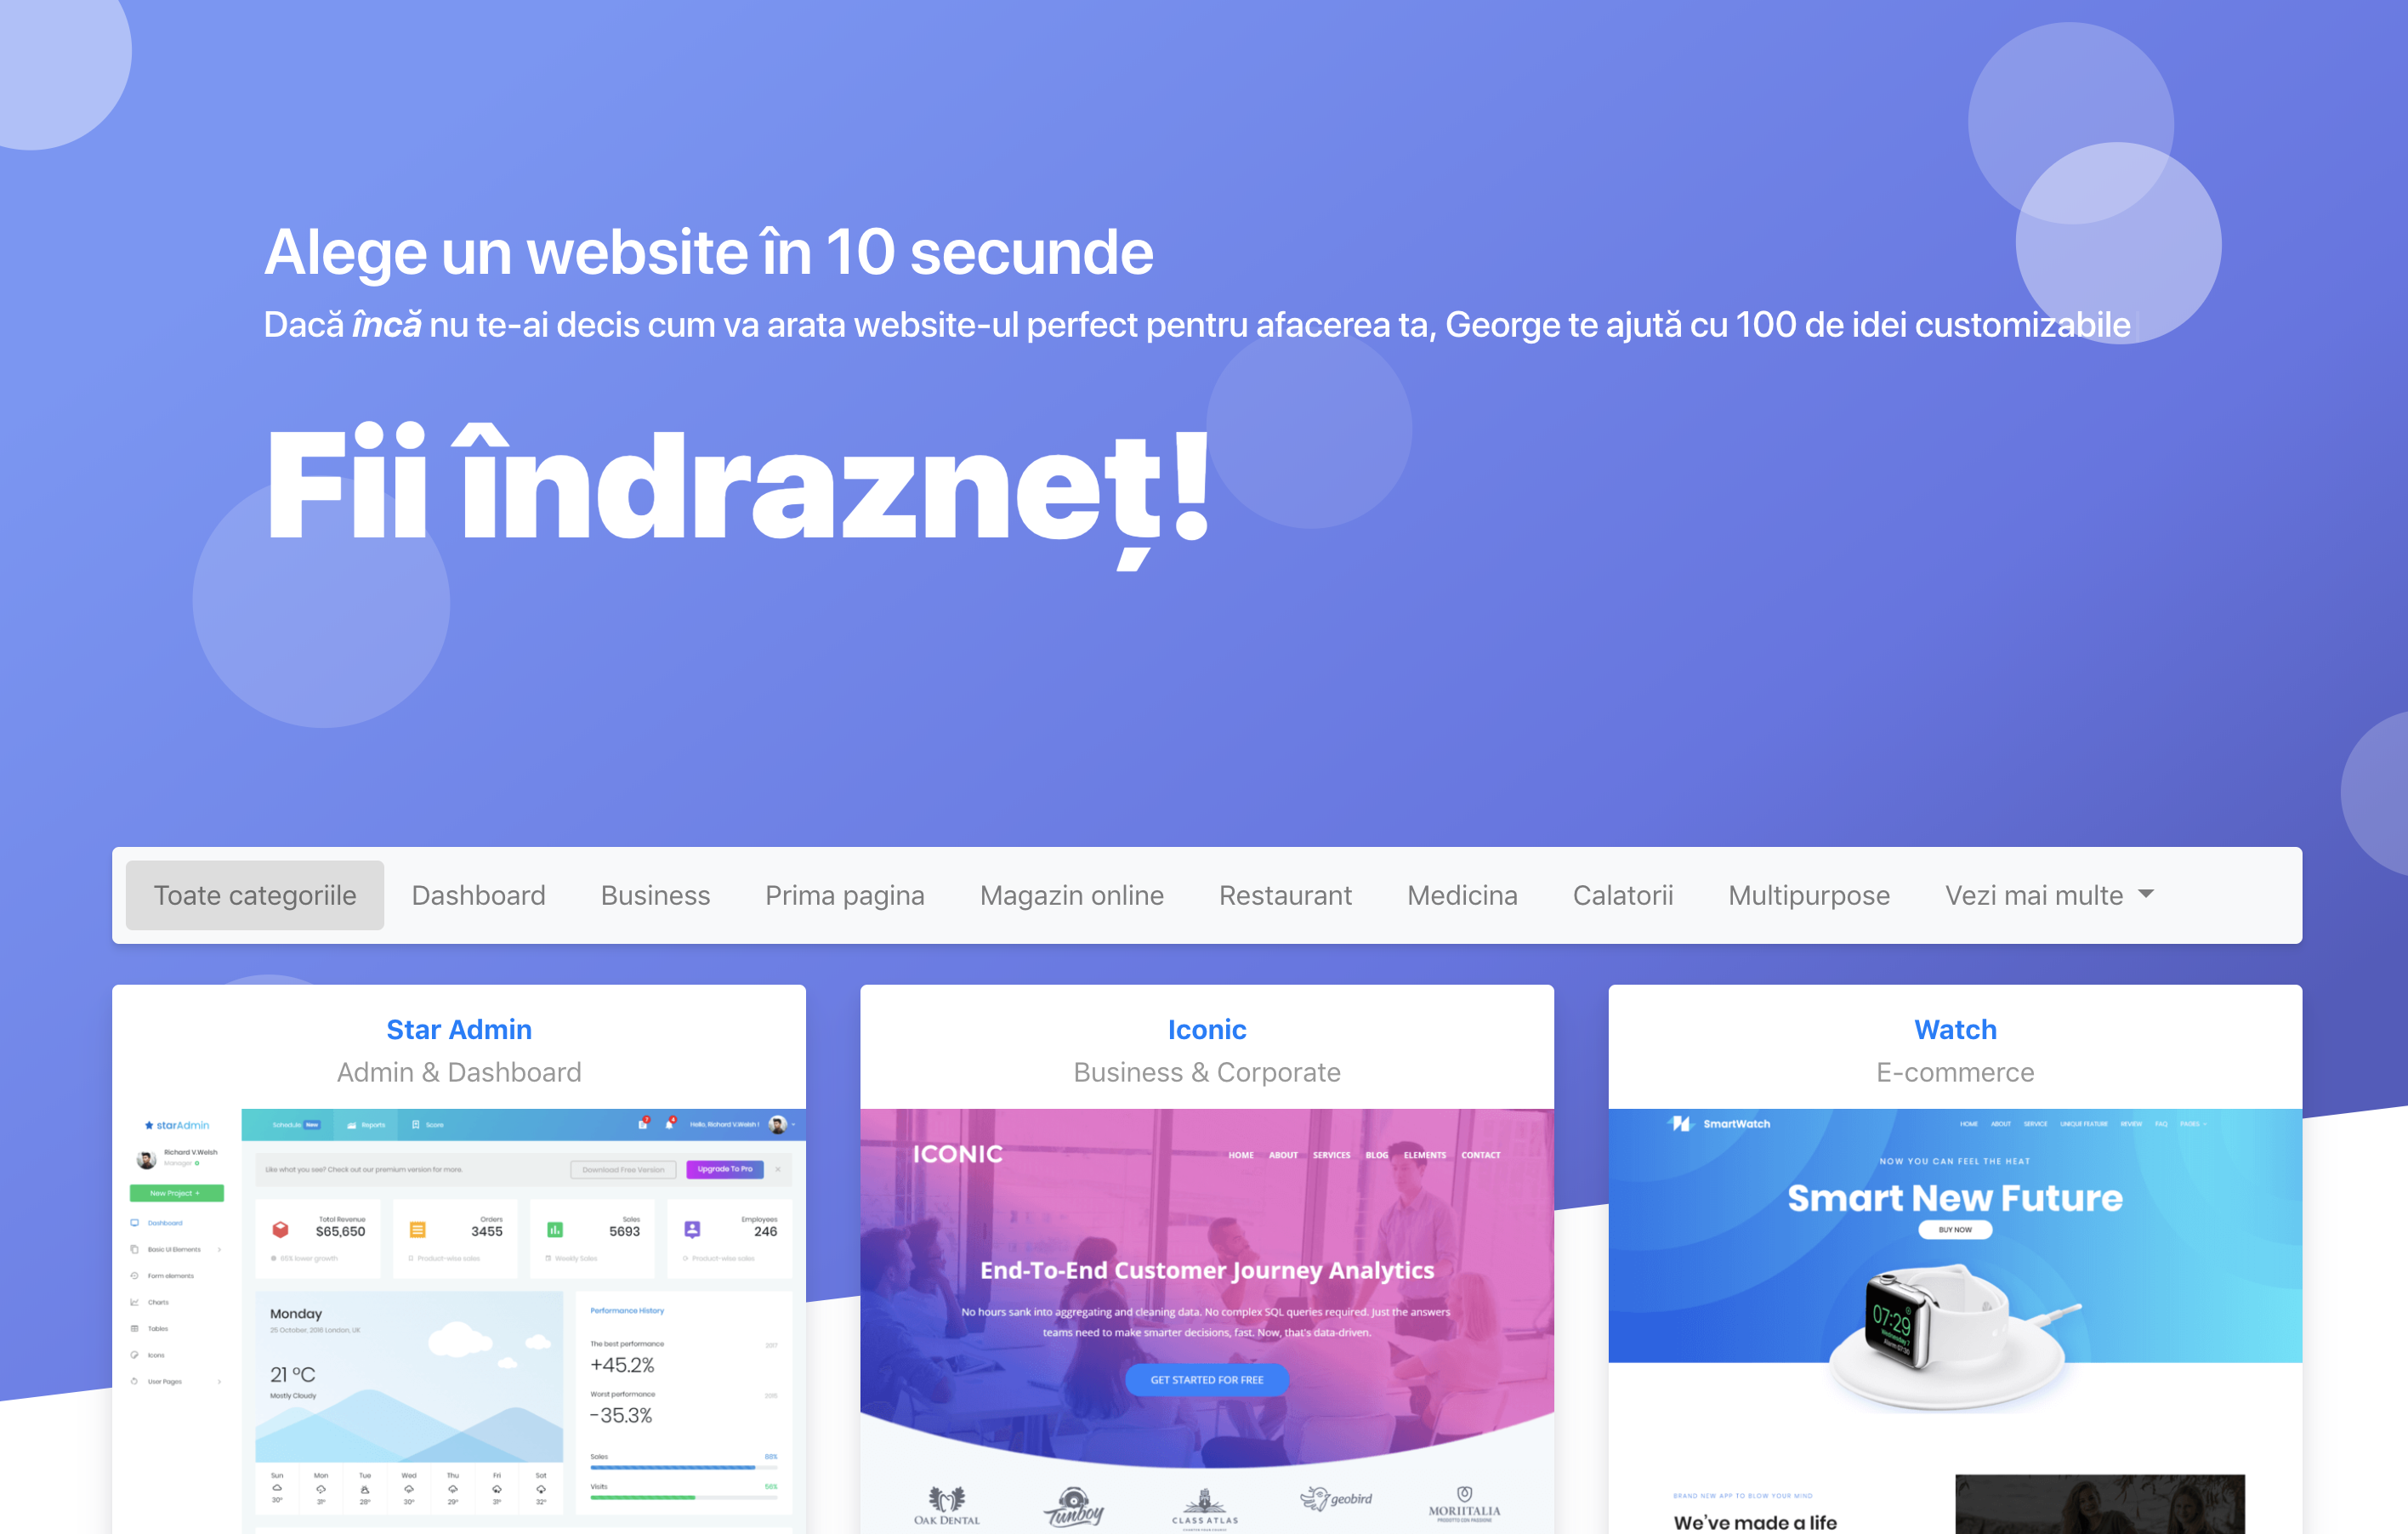 Alege un website în 10 secunde
Dacă încă nu te-ai decis cum va arata website-ul perfect pentru afacerea ta, George te ajută cu 100 de idei customizabile
Fii îndrazneț!
Toate categoriile Dashboard Business Prima pagina Magazin online Restaurant Medicina Calatorii Multipurpose Vezi mai multe
Star Admin
Admin & Dashboard
starAdmin
Schedule New Reports Score Hello, Richard V.Welsh !
Richard V.Welsh
Manager
Like what you see? Check out our premium version for more.
Download Free Version
Upgrade To Pro
New Project +
Dashboard
Basic UI Elements
Form elements
Charts
Tables
Icons
User Pages
Total Revenue
$65,650
65% lower growth
Orders
3455
Product-wise sales
Sales
5693
Weekly Sales
Employees
246
Product-wise sales
Monday
25 October, 2016 London, UK
21 °C
Mostly Cloudy
Sun Mon Tue Wed Thu Fri Sat
30° 31° 28° 30° 29° 31° 32°
Performance History
The best performance 2017
+45.2%
Worst performance
-35.3%
Sales 88%
Visits 56%
Iconic
Business & Corporate
ICONIC
HOME ABOUT SERVICES BLOG ELEMENTS CONTACT
End-To-End Customer Journey Analytics
No hours sank into aggregating and cleaning data. No complex SQL queries required. Just the answers
teams need to make smarter decisions, fast. Now, that's data-driven.
GET STARTED FOR FREE
OAK DENTAL
Tunboy
CLASS ATLAS
geobird
MORIITALIA
PRODOTTO CON PASSIONE
Watch
E-commerce
SmartWatch
HOME ABOUT SERVICE UNIQUE FEATURE REVIEW FAQ PAGES
NOW YOU CAN FEEL THE HEAT
Smart New Future
BUY NOW
07:29
Wednesday 7
Alarm 07:30
BRAND NEW APP TO BLOW YOUR MIND
We've made a life